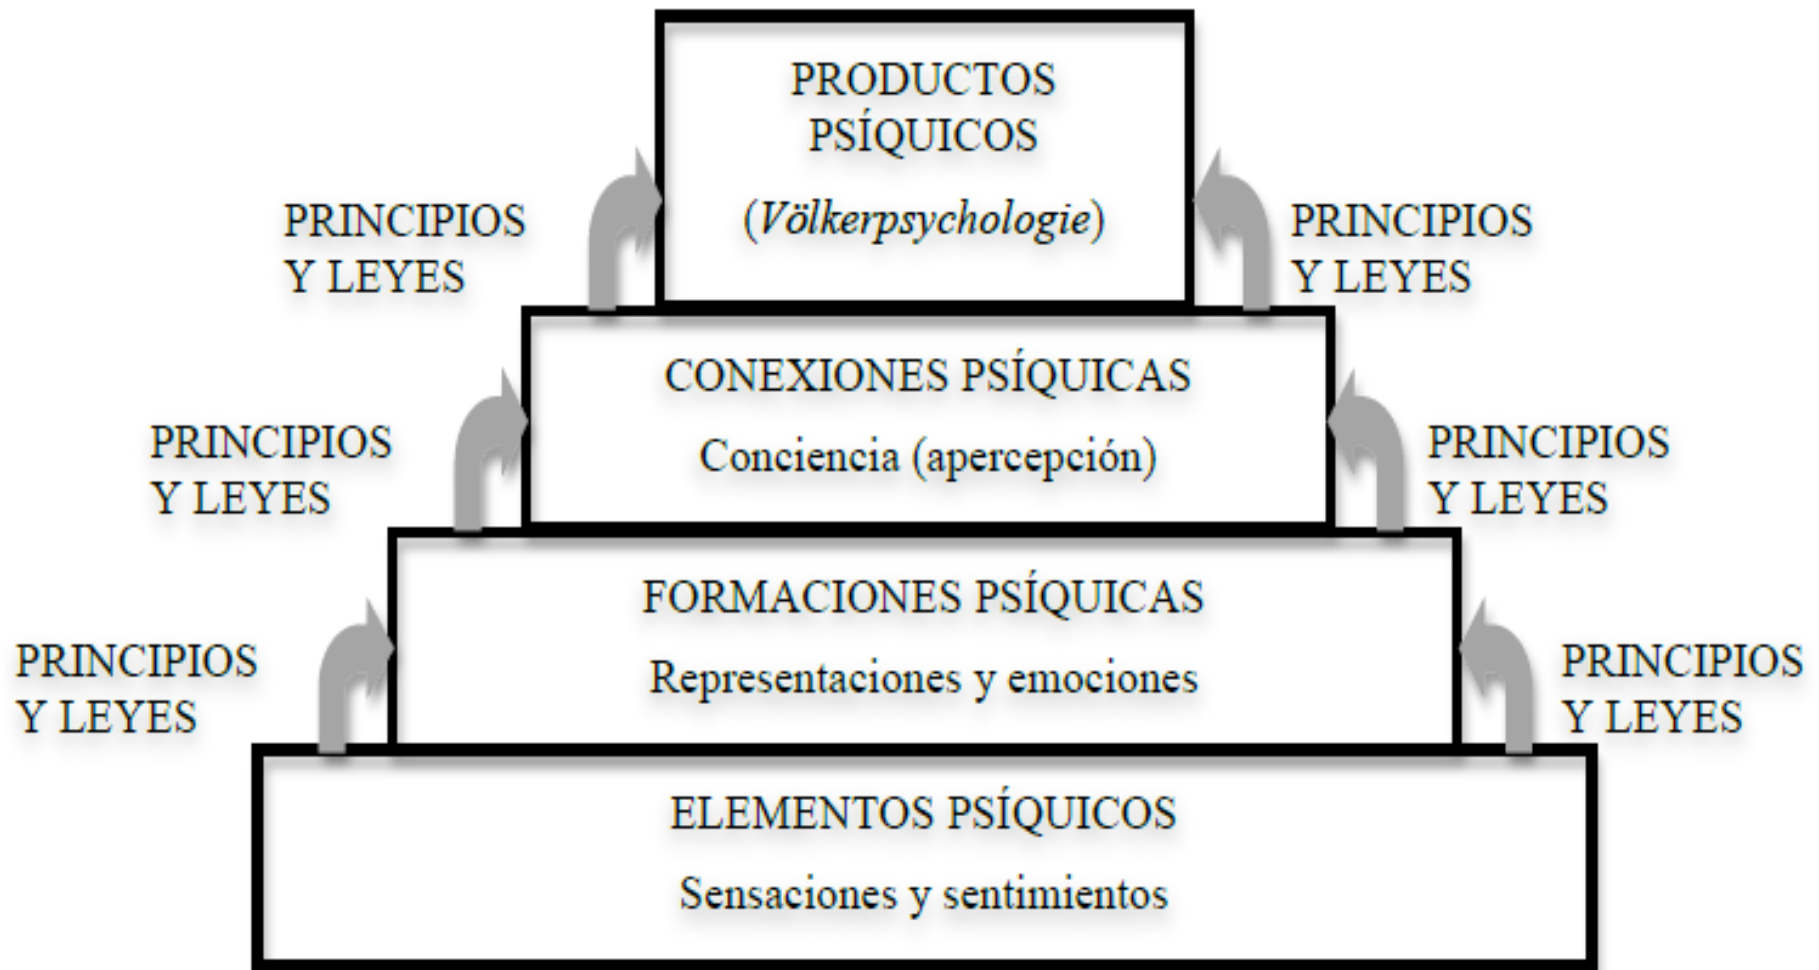 PRODUCTOS
PSÍQUICOS
(Völkerpsychologie)
PRINCIPIOS
Y LEYES
PRINCIPIOS
Y LEYES
CONEXIONES PSÍQUICAS
Conciencia (apercepción)
PRINCIPIOS
Y LEYES
PRINCIPIOS
Y LEYES
FORMACIONES PSÍQUICAS
Representaciones y emociones
PRINCIPIOS
Y LEYES
PRINCIPIOS
Y LEYES
ELEMENTOS PSÍQUICOS
Sensaciones y sentimientos